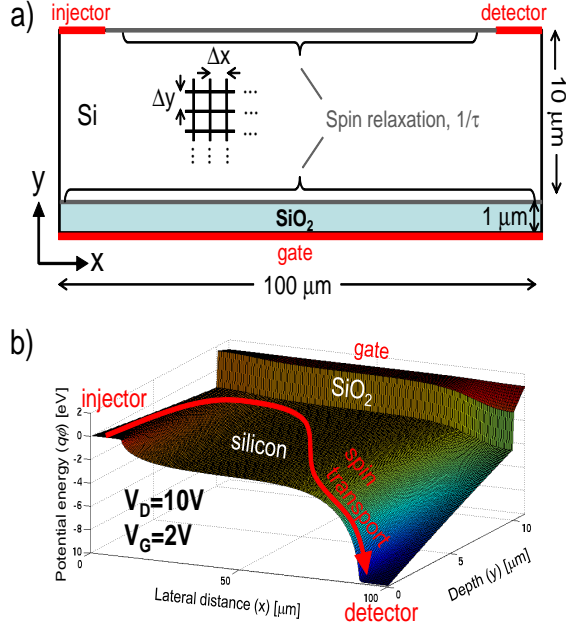 a)
injector
detector
Δx
Δy
...
...
...
Si
Spin relaxation, 1/τ
10 μm
y
SiO2
1 μm
x
gate
100 μm
b)
gate
injector
SiO2
Potential energy (qϕ) [eV]
2
0
-2
-4
-6
-8
10
silicon
spin
transport
VD=10V
VG=2V
0
50
100
Lateral distance (x) [μm]
0
5
10
Depth (y) [μm]
detector